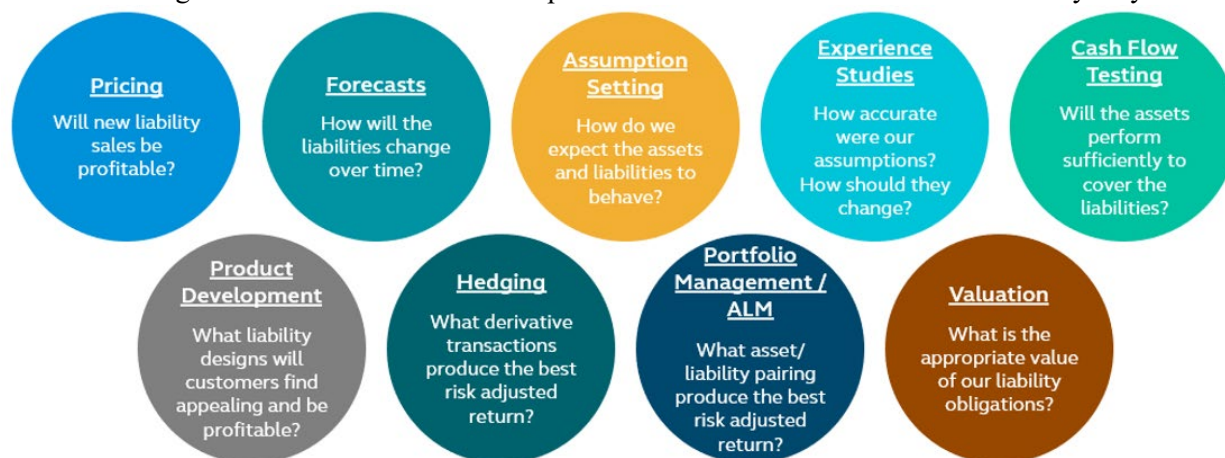 Pricing
Will new liability
sales be
profitable?
Forecasts
How will the
liabilities change
over time?
Assumption
Setting
How do we
expect the assets
and liabilities to
behave?
Experience
Studies
How accurate
were our
assumptions?
How should they
change?
Cash Flow
Testing
Will the assets
perform
sufficiently to
cover the
liabilities?
Product
Development
What liability
designs will
customers find
appealing and be
profitable?
Hedging
What derivative
transactions
produce the best
risk adjusted
return?
Portfolio
Management /
ALM
What asset/
liability pairing
produce the best
risk adjusted
return?
Valuation
What is the
appropriate value
of our liability
obligations?